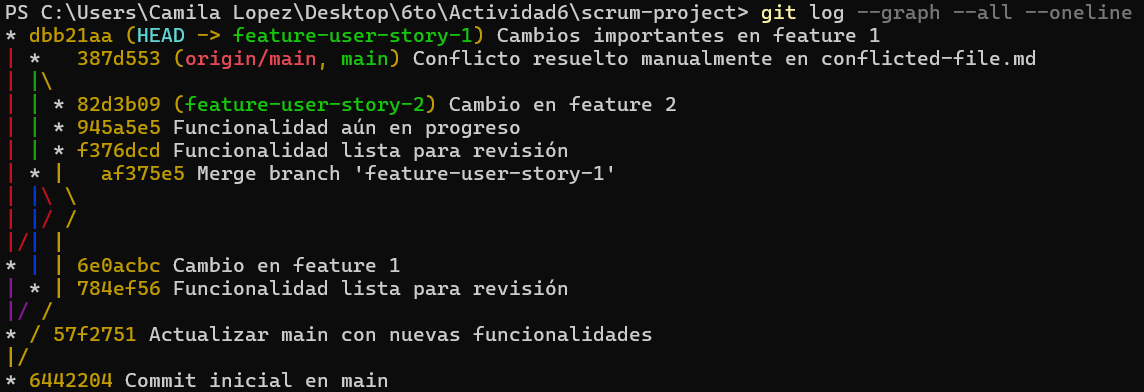 PS C:\Users\Camila Lopez\Desktop\6to\Actividad6\scrum-project> git log --graph --all --oneline
* dbb21aa (HEAD -> feature-user-story-1) Cambios importantes en feature 1
| *   387d553 (origin/main, main) Conflicto resuelto manualmente en conflicted-file.md
| |\
| | * 82d3b09 (feature-user-story-2) Cambio en feature 2
| | * 945a5e5 Funcionalidad aún en progreso
| | * f376dcd Funcionalidad lista para revisión
| * |   af375e5 Merge branch 'feature-user-story-1'
| |\ \
| |/ /
|/| |
* | | 6e0acbc Cambio en feature 1
| * | 784ef56 Funcionalidad lista para revisión
|/ /
* / 57f2751 Actualizar main con nuevas funcionalidades
|/
* 6442204 Commit inicial en main